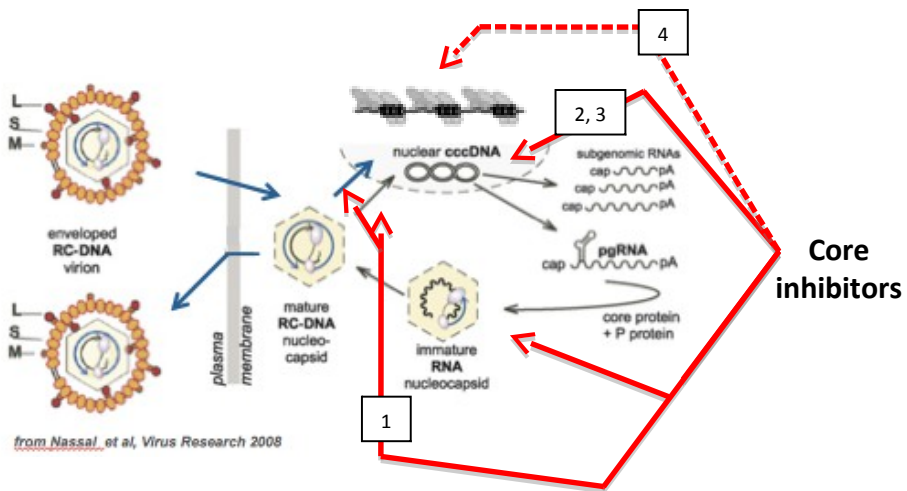 4
2, 3
L
S
M
nuclear cccDNA
subgenomic RNAs
cap pA
cap pA
cap pA
enveloped
RC-DNA
virion
pgRNA
cap pA
Core
inhibitors
L
S
M
mature
RC-DNA
nucleo-
capsid
plasma
membrane
immature
RNA
nucleocapsid
core protein
+ P protein
1
from Nassal et al, Virus Research 2008